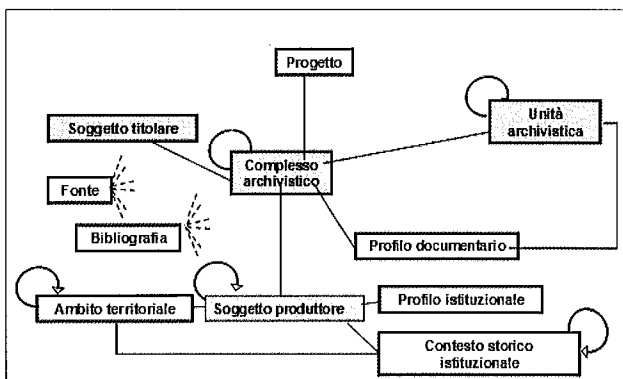 Progetto
Unità
archivistica
Soggetto titolare
Complesso
archivistico
Fonte
Bibliografia
Profilo documentario
Ambito territoriale
Soggetto produttore
Profilo istituzionale
Contesto storico
istituzionale